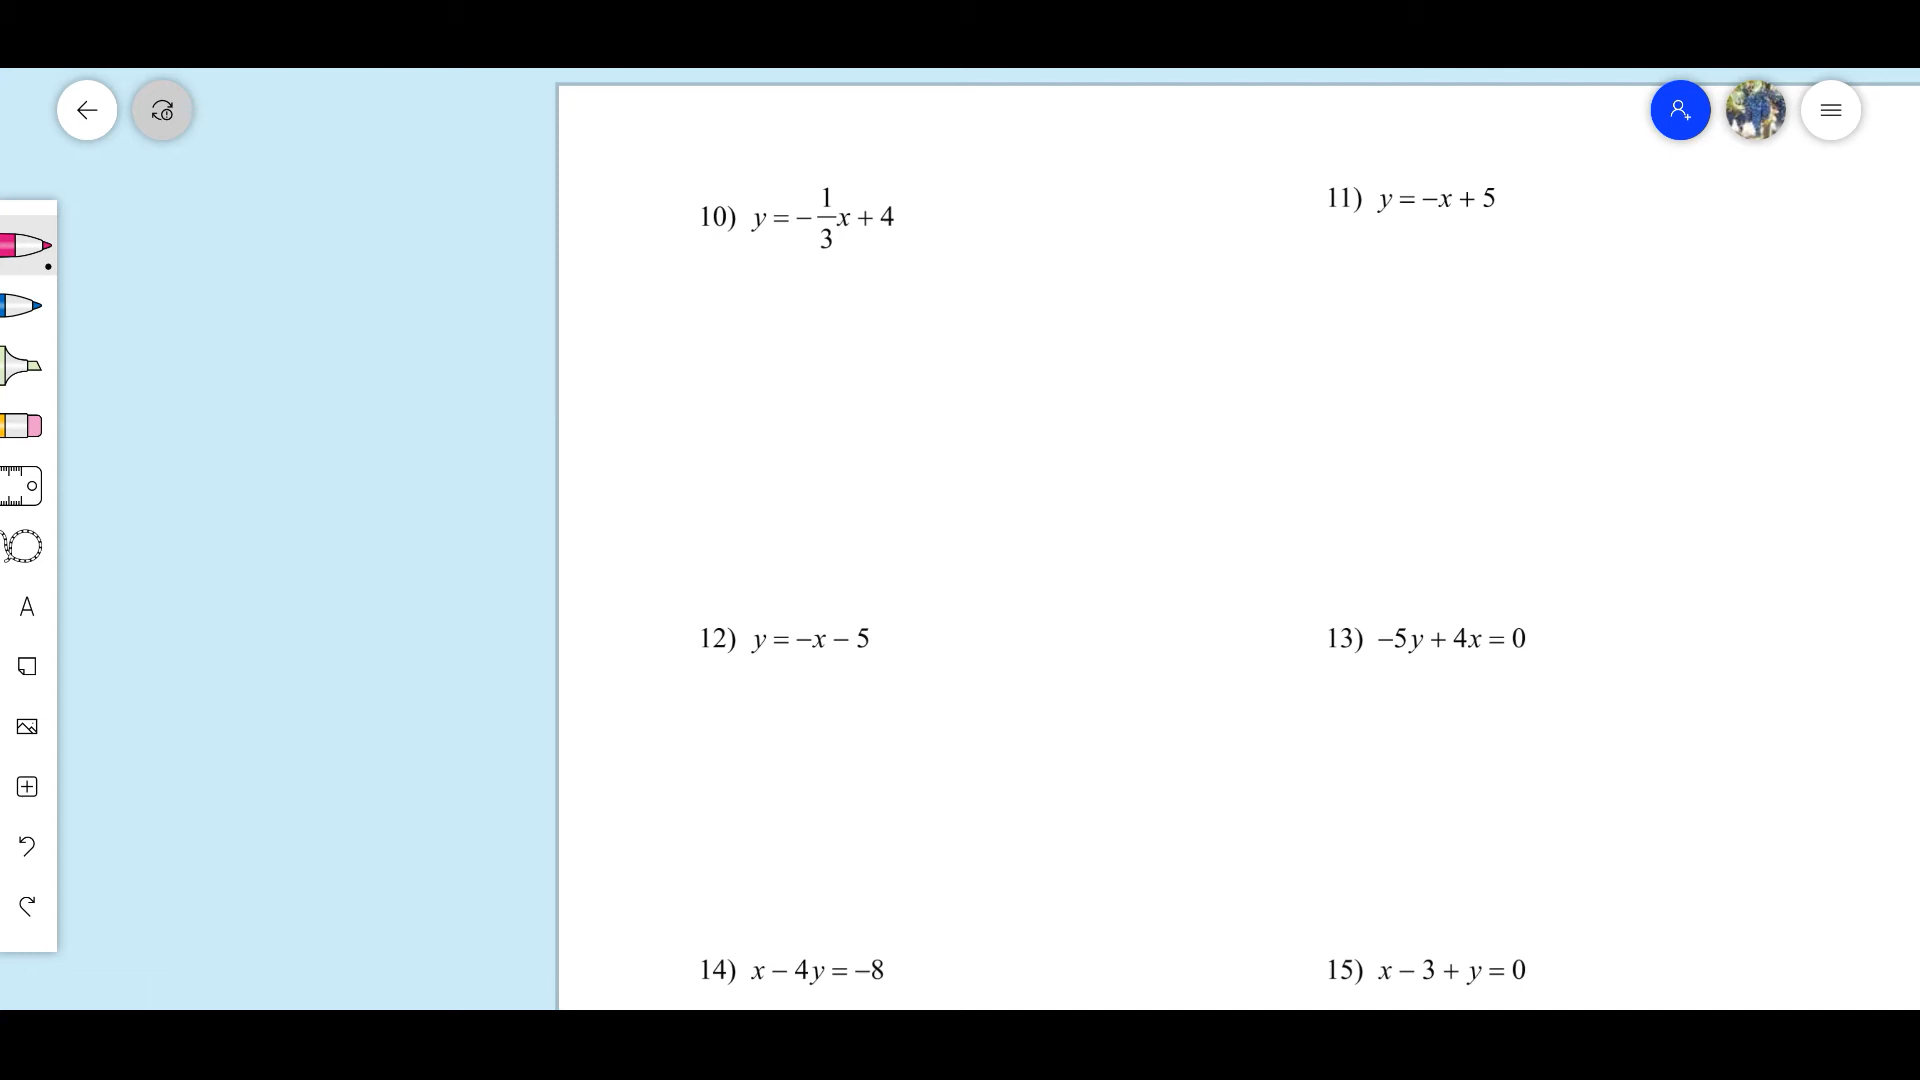 10) y = -1/3x + 4
11) y = -x + 5
12) y = -x - 5
13) -5y + 4x = 0
14) x - 4y = -8
15) x - 3 + y = 0
A